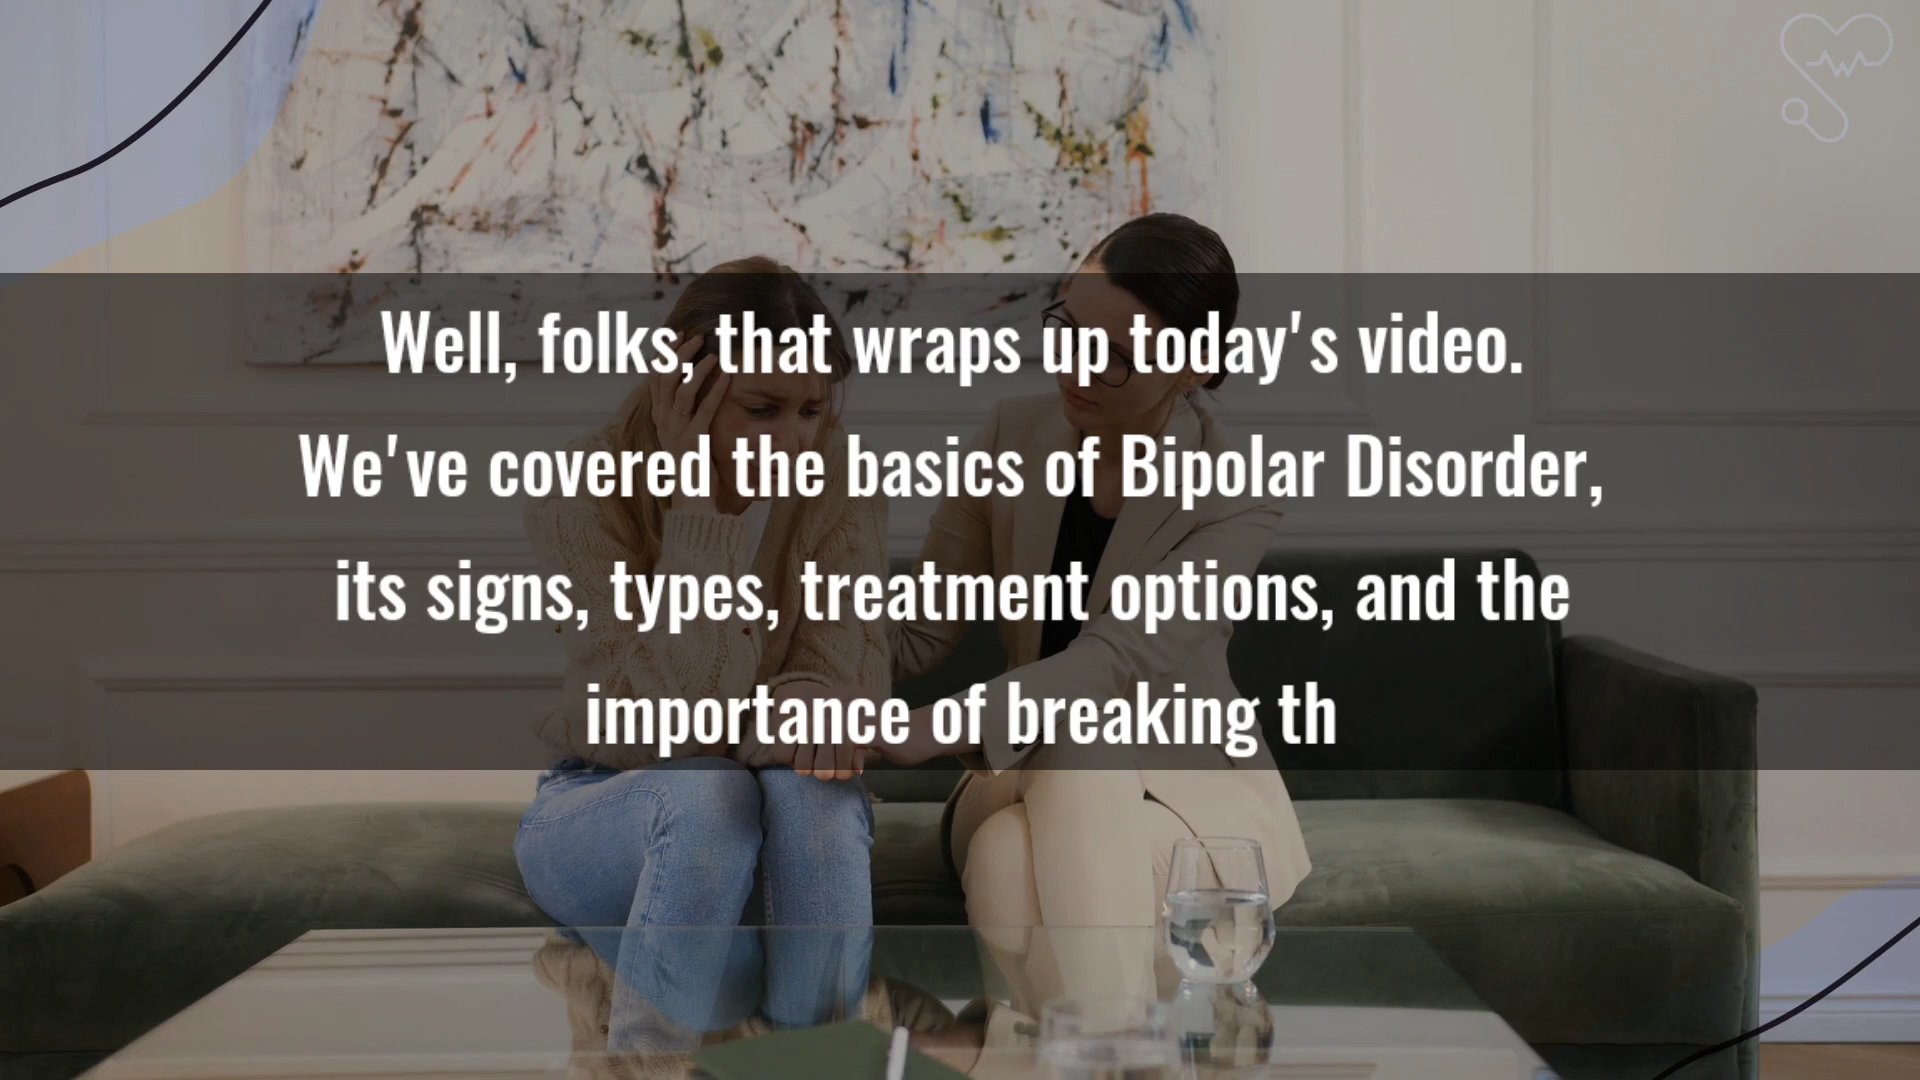 Well, folks, that wraps up today's video.
We've covered the basics of Bipolar Disorder,
its signs, types, treatment options, and the
importance of breaking th